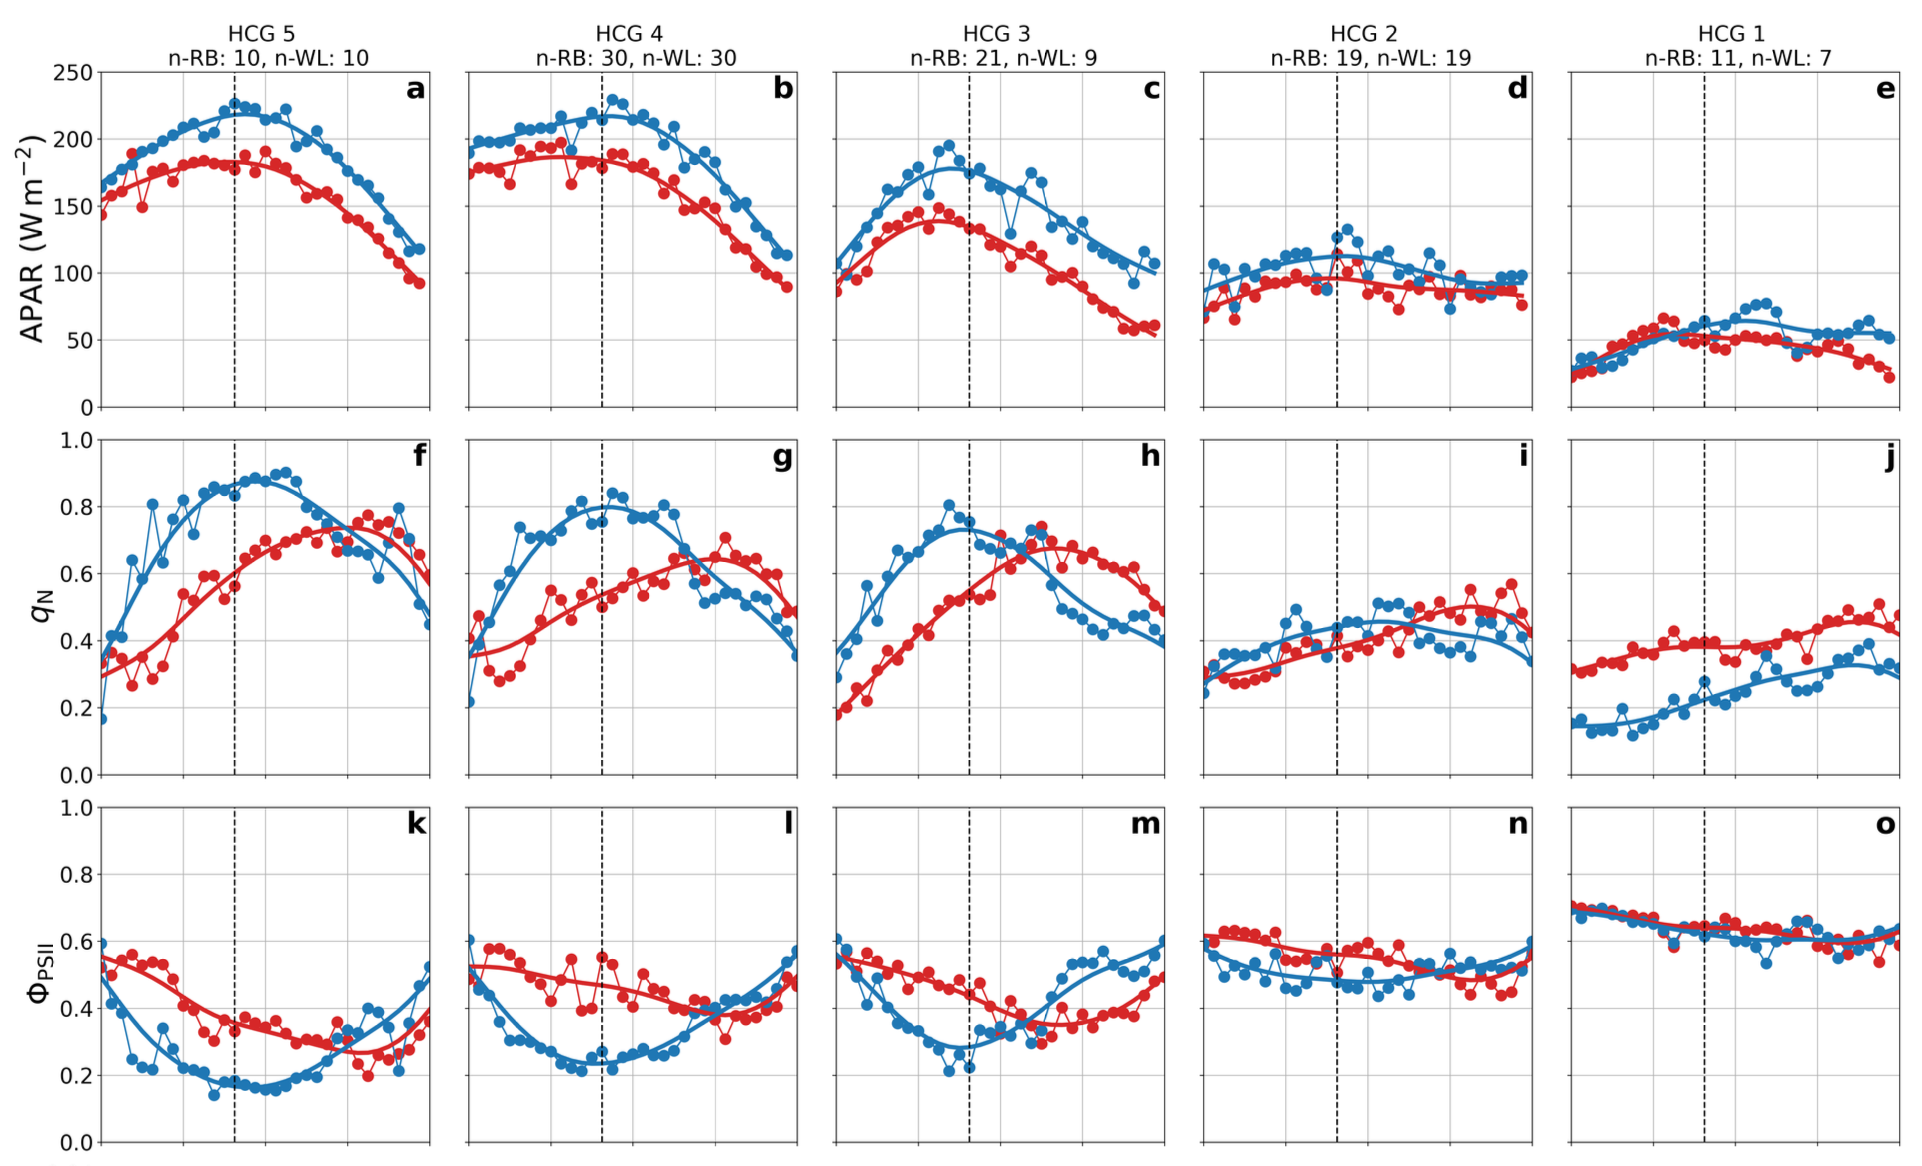 HCG 5
n-RB: 10, n-WL: 10
HCG 4
n-RB: 30, n-WL: 30
HCG 3
n-RB: 21, n-WL: 9
HCG 2
n-RB: 19, n-WL: 19
HCG 1
n-RB: 11, n-WL: 7
APAR (W m⁻²)
250
200
150
100
50
0
a
b
c
d
e
qN
1.0
0.8
0.6
0.4
0.2
0.0
f
g
h
i
j
ΦPSII
1.0
0.8
0.6
0.4
0.2
0.0
k
l
m
n
o